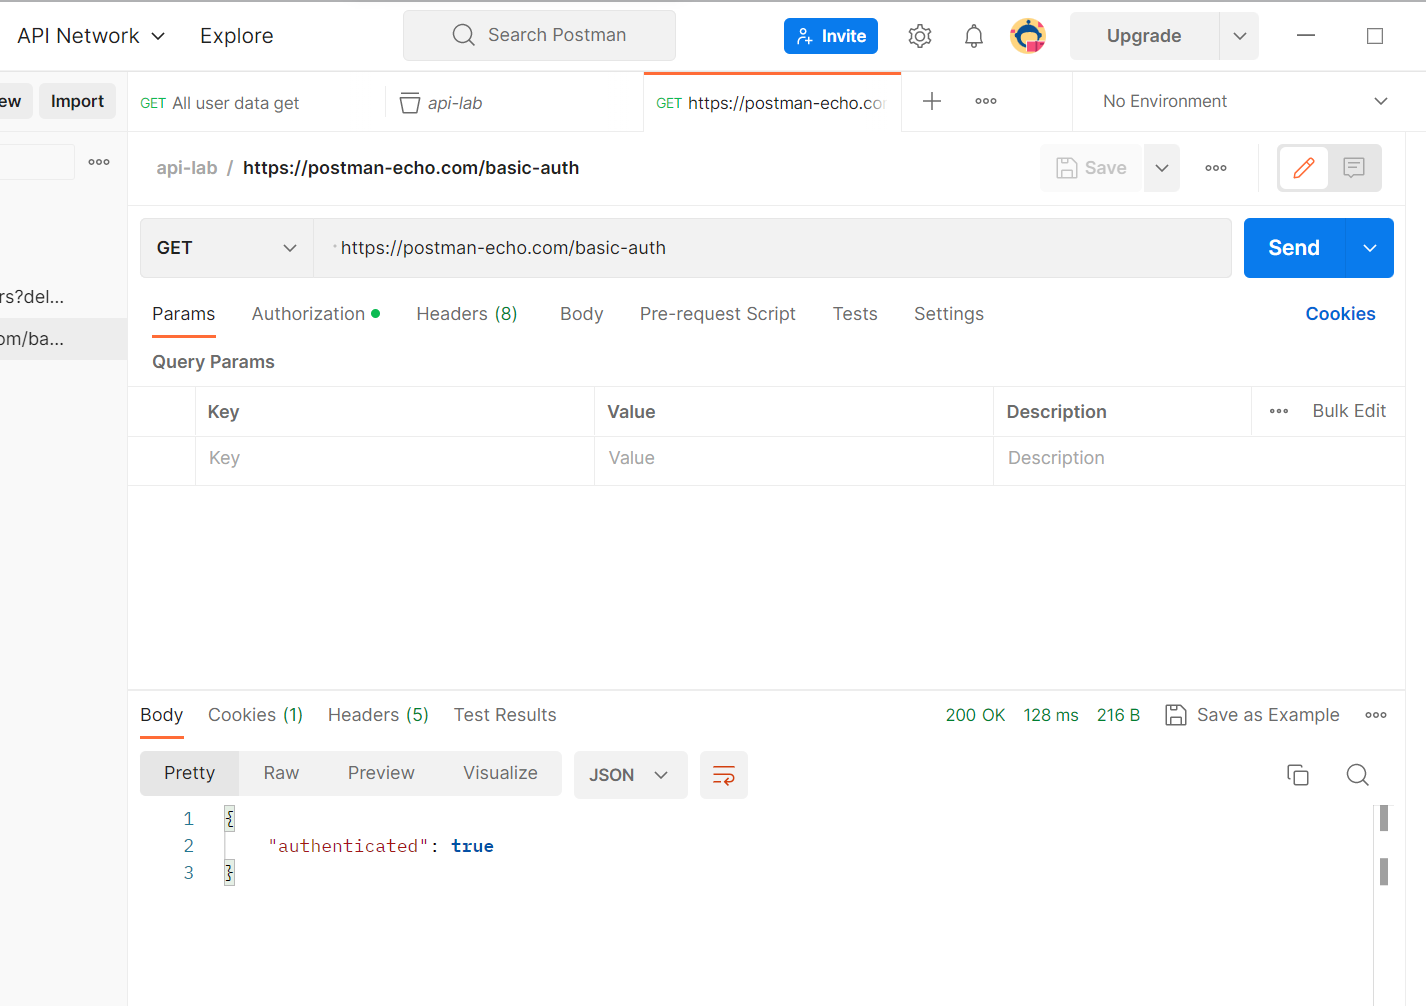 API Network
Explore
Search Postman
Invite
Upgrade
ew
Import
GET All user data get
api-lab
GET https://postman-echo.co
No Environment
api-lab / https://postman-echo.com/basic-auth
Save
GET
https://postman-echo.com/basic-auth
Send
rs?del...
om/ba...
Params
Authorization
Headers (8)
Body
Pre-request Script
Tests
Settings
Cookies
Query Params
Key
Value
Description
Bulk Edit
Key
Value
Description
Body
Cookies (1)
Headers (5)
Test Results
200 OK
128 ms
216 B
Save as Example
Pretty
Raw
Preview
Visualize
JSON
1 {
2 "authenticated": true
3 }